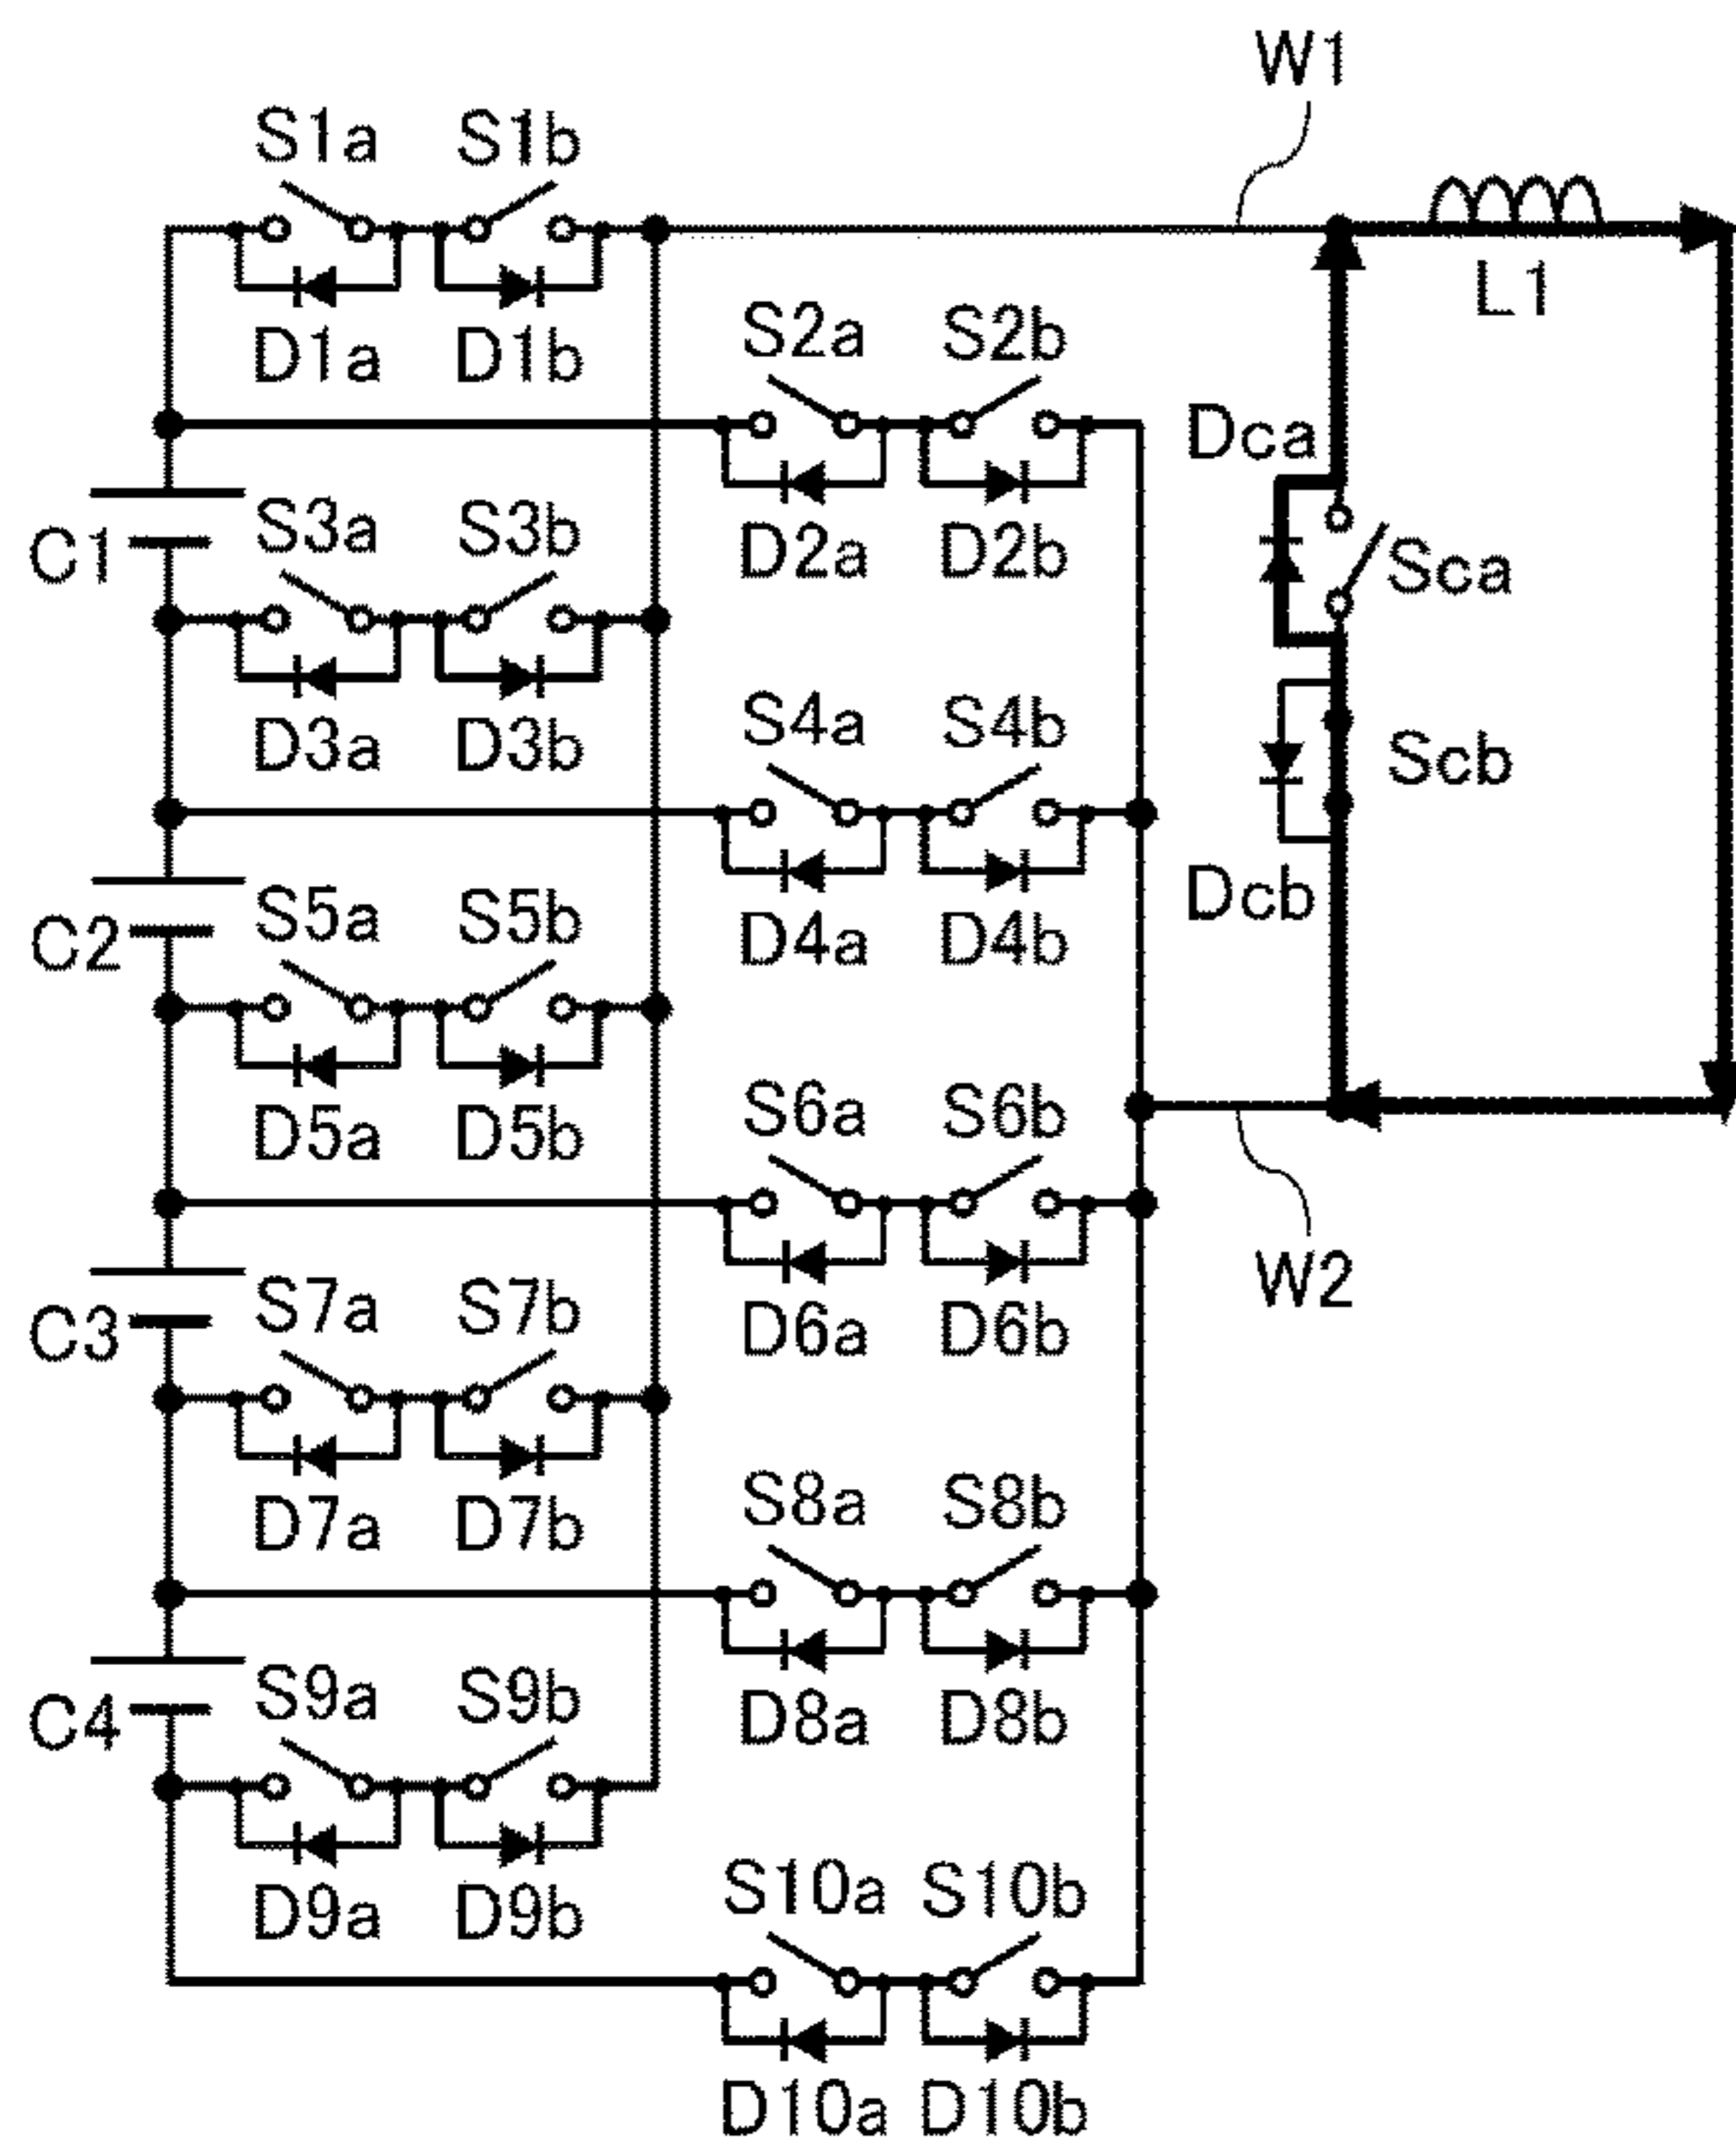 W1
S1a S1b
L1
D1a D1b
S2a S2b
Dca
C1
S3a S3b
D2a D2b
Sca
D3a D3b
S4a S4b
Scb
Dcb
C2
S5a S5b
D4a D4b
D5a D5b
S6a S6b
W2
C3
S7a S7b
D6a D6b
D7a D7b
S8a S8b
C4
S9a S9b
D8a D8b
D9a D9b
S10a S10b
D10a D10b